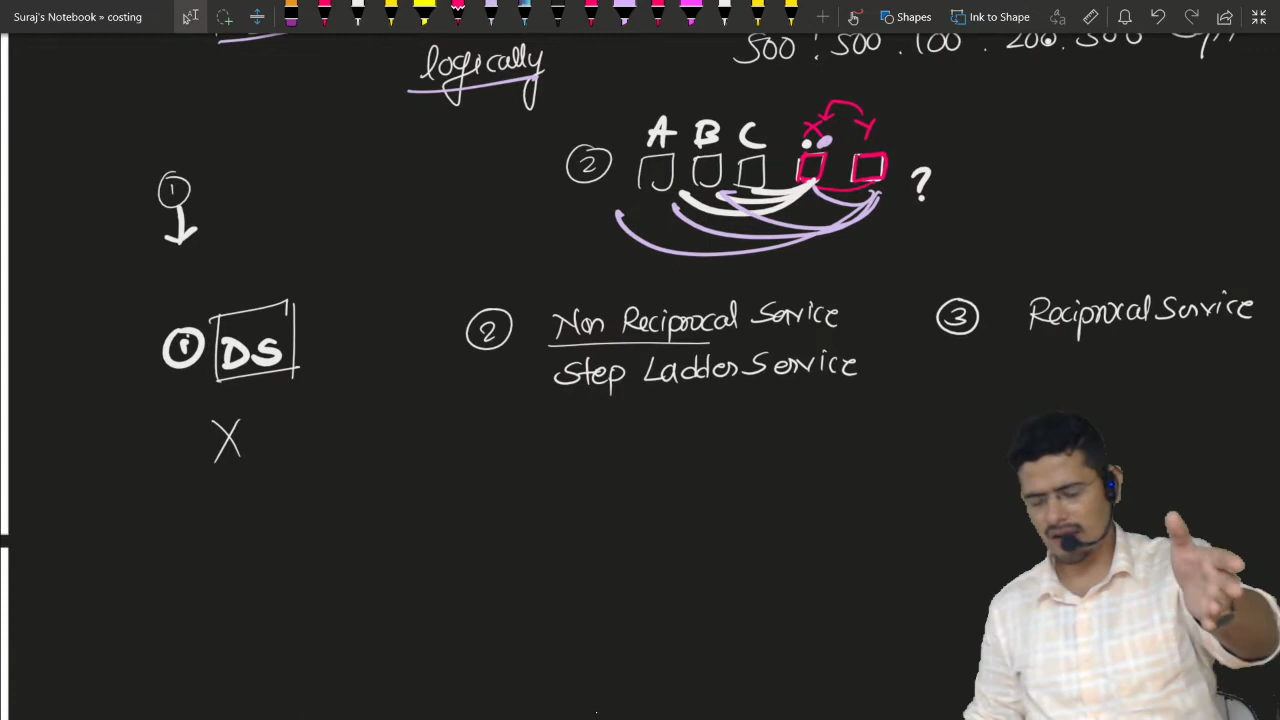 Suraj's Notebook » costing
Shapes
Ink to Shape
500 : 500 . 100 . 200 . 300
logically
A B C X Y
② ?
①
① DS
② Non Reciprocal Service
Step Ladder Service
③ Reciprocal Service
X